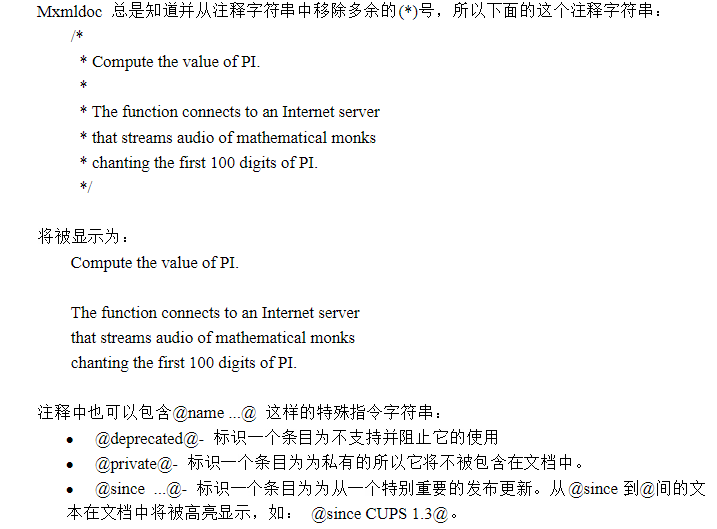 Mxmldoc 总是知道并从注释字符串中移除多余的(*)号，所以下面的这个注释字符串：
/*
* Compute the value of PI.
*
* The function connects to an Internet server
* that streams audio of mathematical monks
* chanting the first 100 digits of PI.
*/
将被显示为：
Compute the value of PI.
The function connects to an Internet server
that streams audio of mathematical monks
chanting the first 100 digits of PI.
注释中也可以包含@name ...@ 这样的特殊指令字符串：
● @deprecated@- 标识一个条目为不支持并阻止它的使用
● @private@- 标识一个条目为为私有的所以它将不被包含在文档中。
● @since ...@- 标识一个条目为为从一个特别重要的发布更新。从@since 到@间的文
本在文档中将被高亮显示，如： @since CUPS 1.3@。